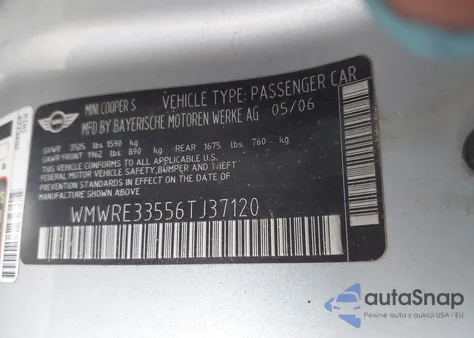 MINI
MINI COOPER S VEHICLE TYPE: PASSENGER CAR
MFD BY BAYERISCHE MOTOREN WERKE AG 05/06
GVWR 3505 lbs 1590 kg
GAWR FRONT 1962 lbs 890 kg REAR 1675 lbs 760 kg
THIS VEHICLE CONFORMS TO ALL APPLICABLE
FEDERAL MOTOR VEHICLE SAFETY, BUMPER AND
THEFT PREVENTION STANDARDS
IN EFFECT ON THE DATE OF MANUFACTURE SHOWN
ABOVE.
WMWRE33556TJ37120
autoSnap
Pewne auta z aukcji USA i EU